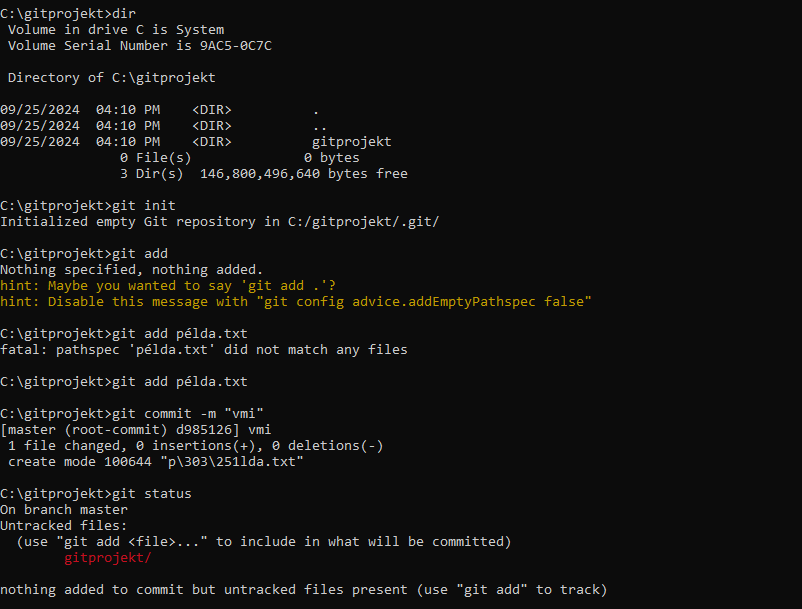 C:\gitprojekt>dir
 Volume in drive C is System
 Volume Serial Number is 9AC5-0C7C

 Directory of C:\gitprojekt

09/25/2024  04:10 PM    <DIR>          .
09/25/2024  04:10 PM    <DIR>          ..
09/25/2024  04:10 PM    <DIR>          gitprojekt
               0 File(s)              0 bytes
               3 Dir(s)  146,800,496,640 bytes free

C:\gitprojekt>git init
Initialized empty Git repository in C:/gitprojekt/.git/

C:\gitprojekt>git add
Nothing specified, nothing added.
hint: Maybe you wanted to say 'git add .'?
hint: Disable this message with "git config advice.addEmptyPathspec false"

C:\gitprojekt>git add példa.txt
fatal: pathspec 'példa.txt' did not match any files

C:\gitprojekt>git add példa.txt

C:\gitprojekt>git commit -m "vmi"
[master (root-commit) d985126] vmi
 1 file changed, 0 insertions(+), 0 deletions(-)
 create mode 100644 "p\303\251lda.txt"

C:\gitprojekt>git status
On branch master
Untracked files:
  (use "git add <file>..." to include in what will be committed)
        gitprojekt/

nothing added to commit but untracked files present (use "git add" to track)